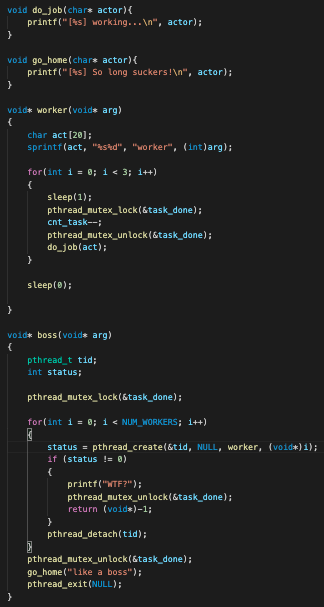 void do_job(char* actor){
    printf("[%s] working...\n", actor);
}

void go_home(char* actor){
    printf("[%s] So long suckers!\n", actor);
}

void* worker(void* arg)
{
    char act[20];
    sprintf(act, "%s%d", "worker", (int)arg);

    for(int i = 0; i < 3; i++)
    {
        sleep(1);
        pthread_mutex_lock(&task_done);
        cnt_task--;
        pthread_mutex_unlock(&task_done);
        do_job(act);
    }

    sleep(0);

}

void* boss(void* arg)
{
    pthread_t tid;
    int status;

    pthread_mutex_lock(&task_done);

    for(int i = 0; i < NUM_WORKERS; i++)
    {
        status = pthread_create(&tid, NULL, worker, (void*)i);
        if (status != 0)
        {
            printf("WTF?");
            pthread_mutex_unlock(&task_done);
            return (void*)-1;
        }
        pthread_detach(tid);
    }
    pthread_mutex_unlock(&task_done);
    go_home("like a boss");
    pthread_exit(NULL);
}